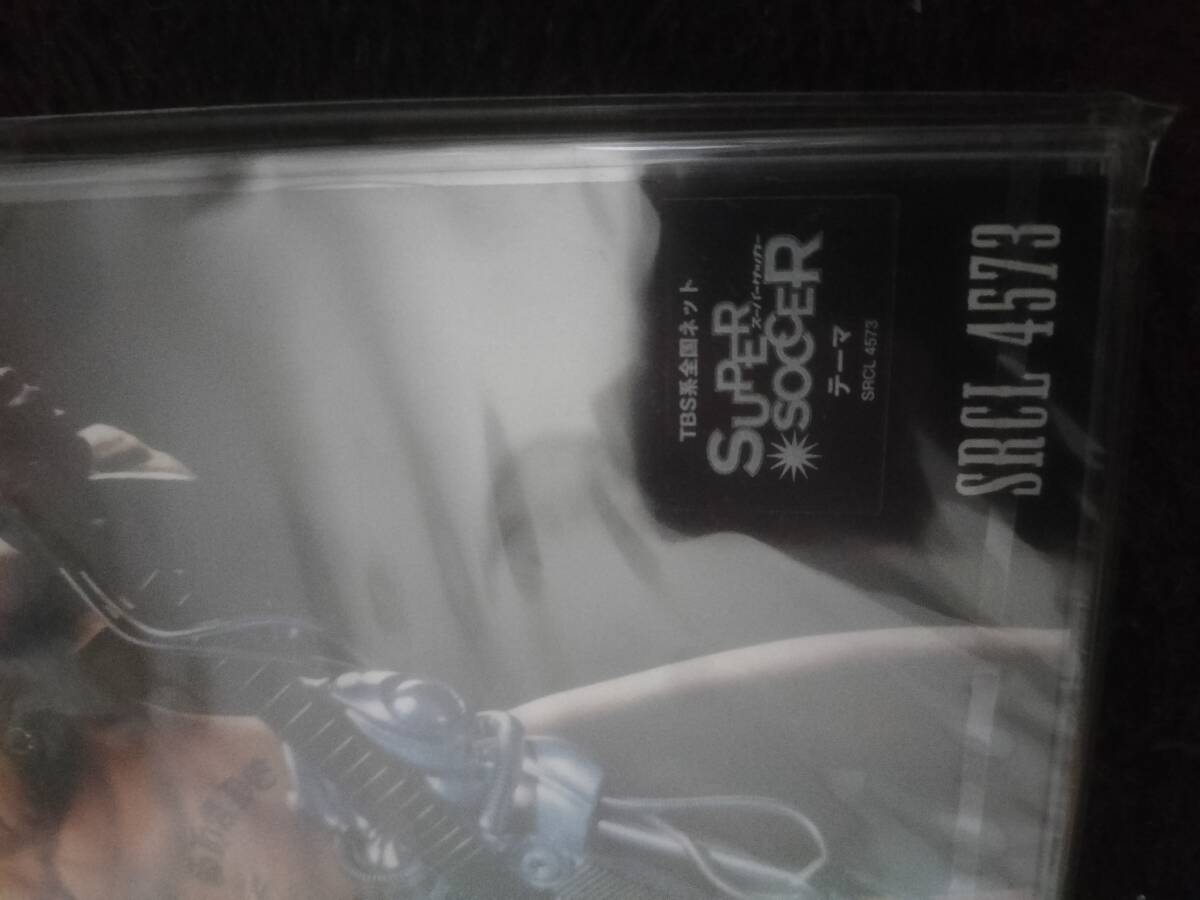 SRCL 4573
TBS系全国ネット
SUPER
スーパーサッカー
SOCCER
テーマ
SRCL 4573